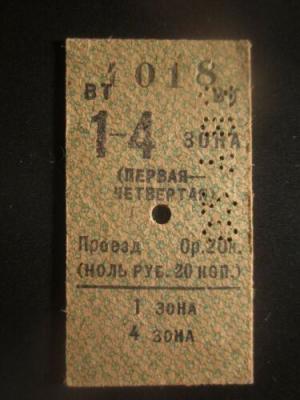 4018
ВТ
1-4 ЗОНА
(ПЕРВАЯ—
ЧЕТВЕРТАЯ)
Проезд 0р.20к.
(НОЛЬ РУБ. 20 КОП.)
1 ЗОНА
4 ЗОНА